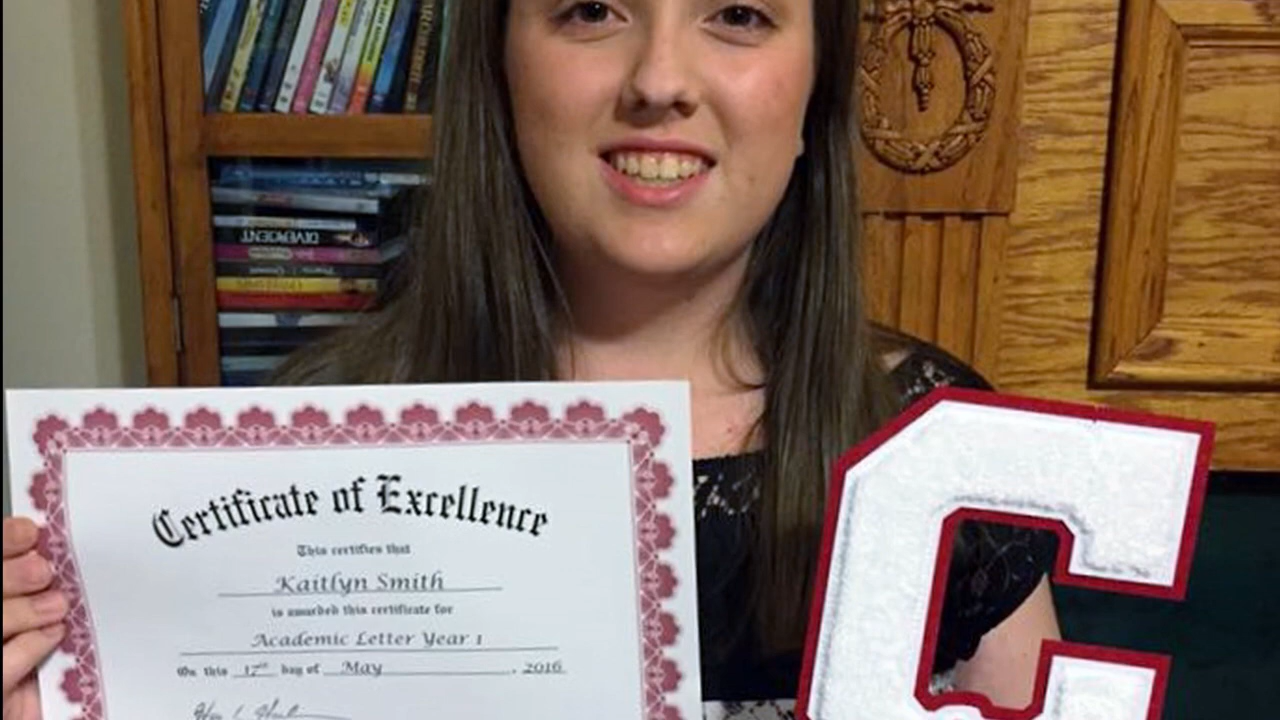 DIVERGENT
Certificate of Excellence
This certifies that
Kaitlyn Smith
is awarded this certificate for
Academic Letter Year 1
On this 17th day of May, 2016
C